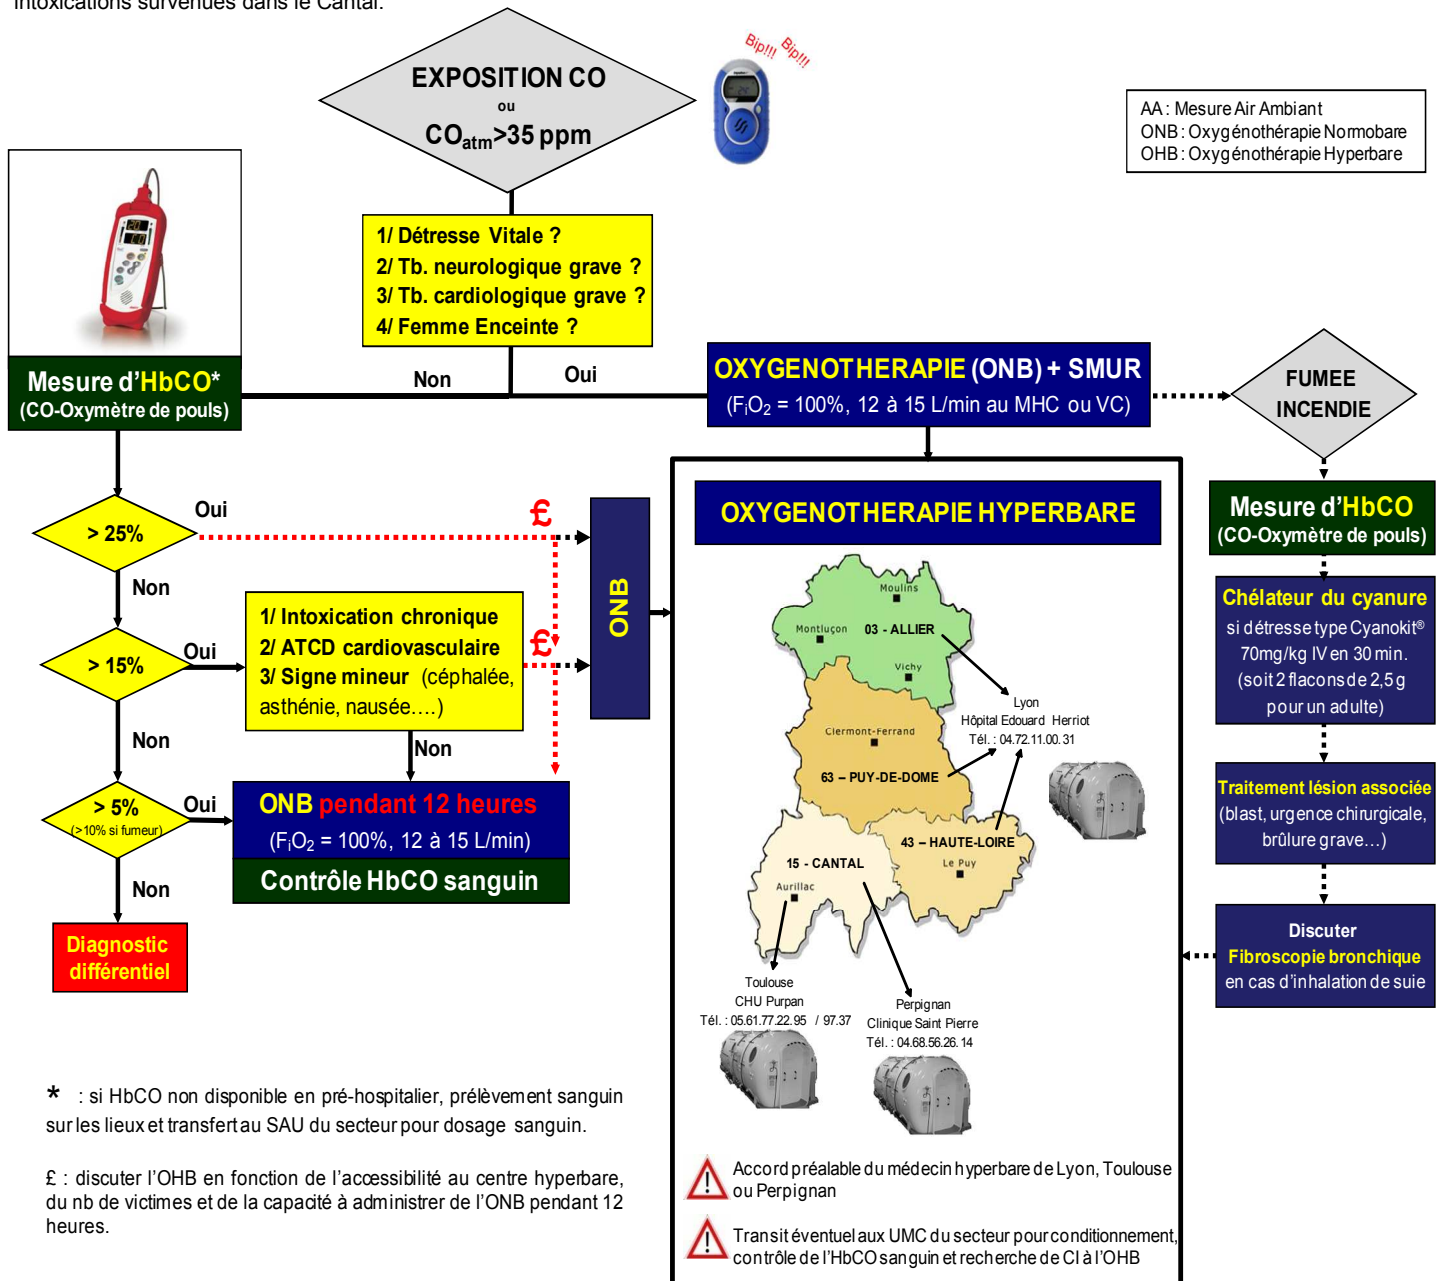 intoxications survenues dans le Cantal.
Bip!!! Bip!!!
EXPOSITION CO
ou
COatm>35 ppm
AA : Mesure Air Ambiant
ONB : Oxygénothérapie Normobare
OHB : Oxygénothérapie Hyperbare
1/ Détresse Vitale ?
2/ Tb. neurologique grave ?
3/ Tb. cardiologique grave ?
4/ Femme Enceinte ?
Non
Oui
Mesure d'HbCO*
(CO-Oxymètre de pouls)
OXYGENOTHERAPIE (ONB) + SMUR
(FiO2 = 100%, 12 à 15 L/min au MHC ou VC)
FUMEE
INCENDIE
> 25%
Oui
£
Non
> 15%
Oui
1/ Intoxication chronique
2/ ATCD cardiovasculaire
3/ Signe mineur (céphalée,
asthénie, nausée….)
£
ONB
Non
Non
> 5%
(>10% si fumeur)
Oui
ONB pendant 12 heures
(FiO2 = 100%, 12 à 15 L/min)
Contrôle HbCO sanguin
Non
Diagnostic
différentiel
OXYGENOTHERAPIE HYPERBARE
Moulins
Montluçon
03 - ALLIER
Vichy
Clermont-Ferrand
63 – PUY-DE-DOME
43 – HAUTE-LOIRE
Le Puy
15 - CANTAL
Aurillac
Lyon
Hôpital Edouard Herriot
Tél. : 04.72.11.00.31
Toulouse
CHU Purpan
Tél. : 05.61.77.22.95 / 97.37
Perpignan
Clinique Saint Pierre
Tél. : 04.68.56.26.14
Accord préalable du médecin hyperbare de Lyon, Toulouse
ou Perpignan
Transit éventuel aux UMC du secteur pour conditionnement,
contrôle de l'HbCO sanguin et recherche de CI à l'OHB
Mesure d'HbCO
(CO-Oxymètre de pouls)
Chélateur du cyanure
si détresse type Cyanokit®
70mg/kg IV en 30 min.
(soit 2 flacons de 2,5 g
pour un adulte)
Traitement lésion associée
(blast, urgence chirurgicale,
brûlure grave…)
Discuter
Fibroscopie bronchique
en cas d'inhalation de suie
* : si HbCO non disponible en pré-hospitalier, prélèvement sanguin
sur les lieux et transfert au SAU du secteur pour dosage sanguin.
£ : discuter l'OHB en fonction de l'accessibilité au centre hyperbare,
du nb de victimes et de la capacité à administrer de l'ONB pendant 12
heures.